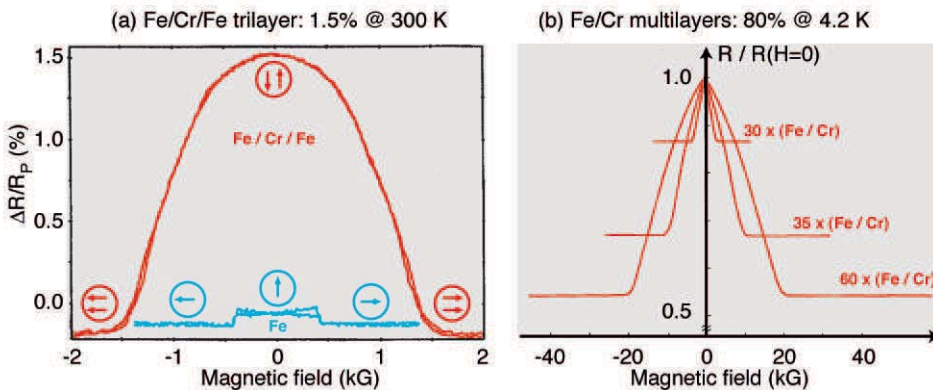 (a) Fe/Cr/Fe trilayer: 1.5% @ 300 K
1.5
1.0
0.5
0.0
ΔR/R_P (%)
Fe / Cr / Fe
Fe
-2
-1
0
1
2
Magnetic field (kG)
(b) Fe/Cr multilayers: 80% @ 4.2 K
R / R(H=0)
1.0
30 x (Fe / Cr)
35 x (Fe / Cr)
60 x (Fe / Cr)
0.5
-40
-20
0
20
40
Magnetic field (kG)